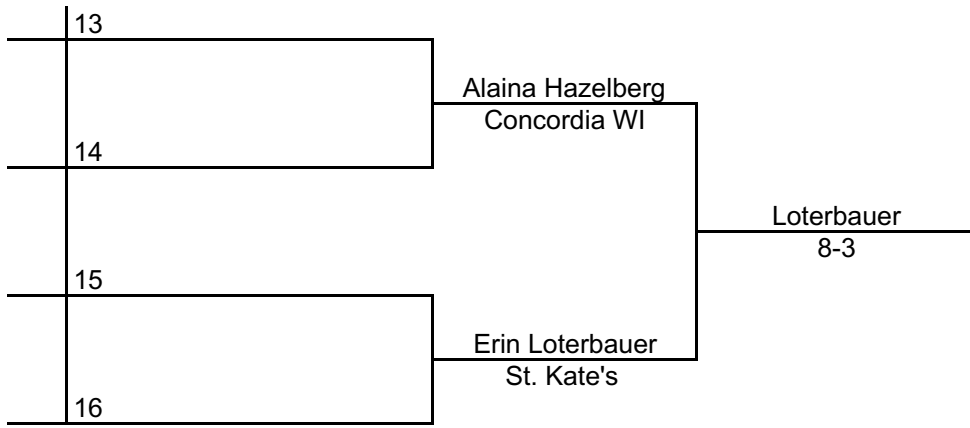 13
Alaina Hazelberg
Concordia WI
14
Loterbauer
8-3
15
Erin Loterbauer
St. Kate's
16